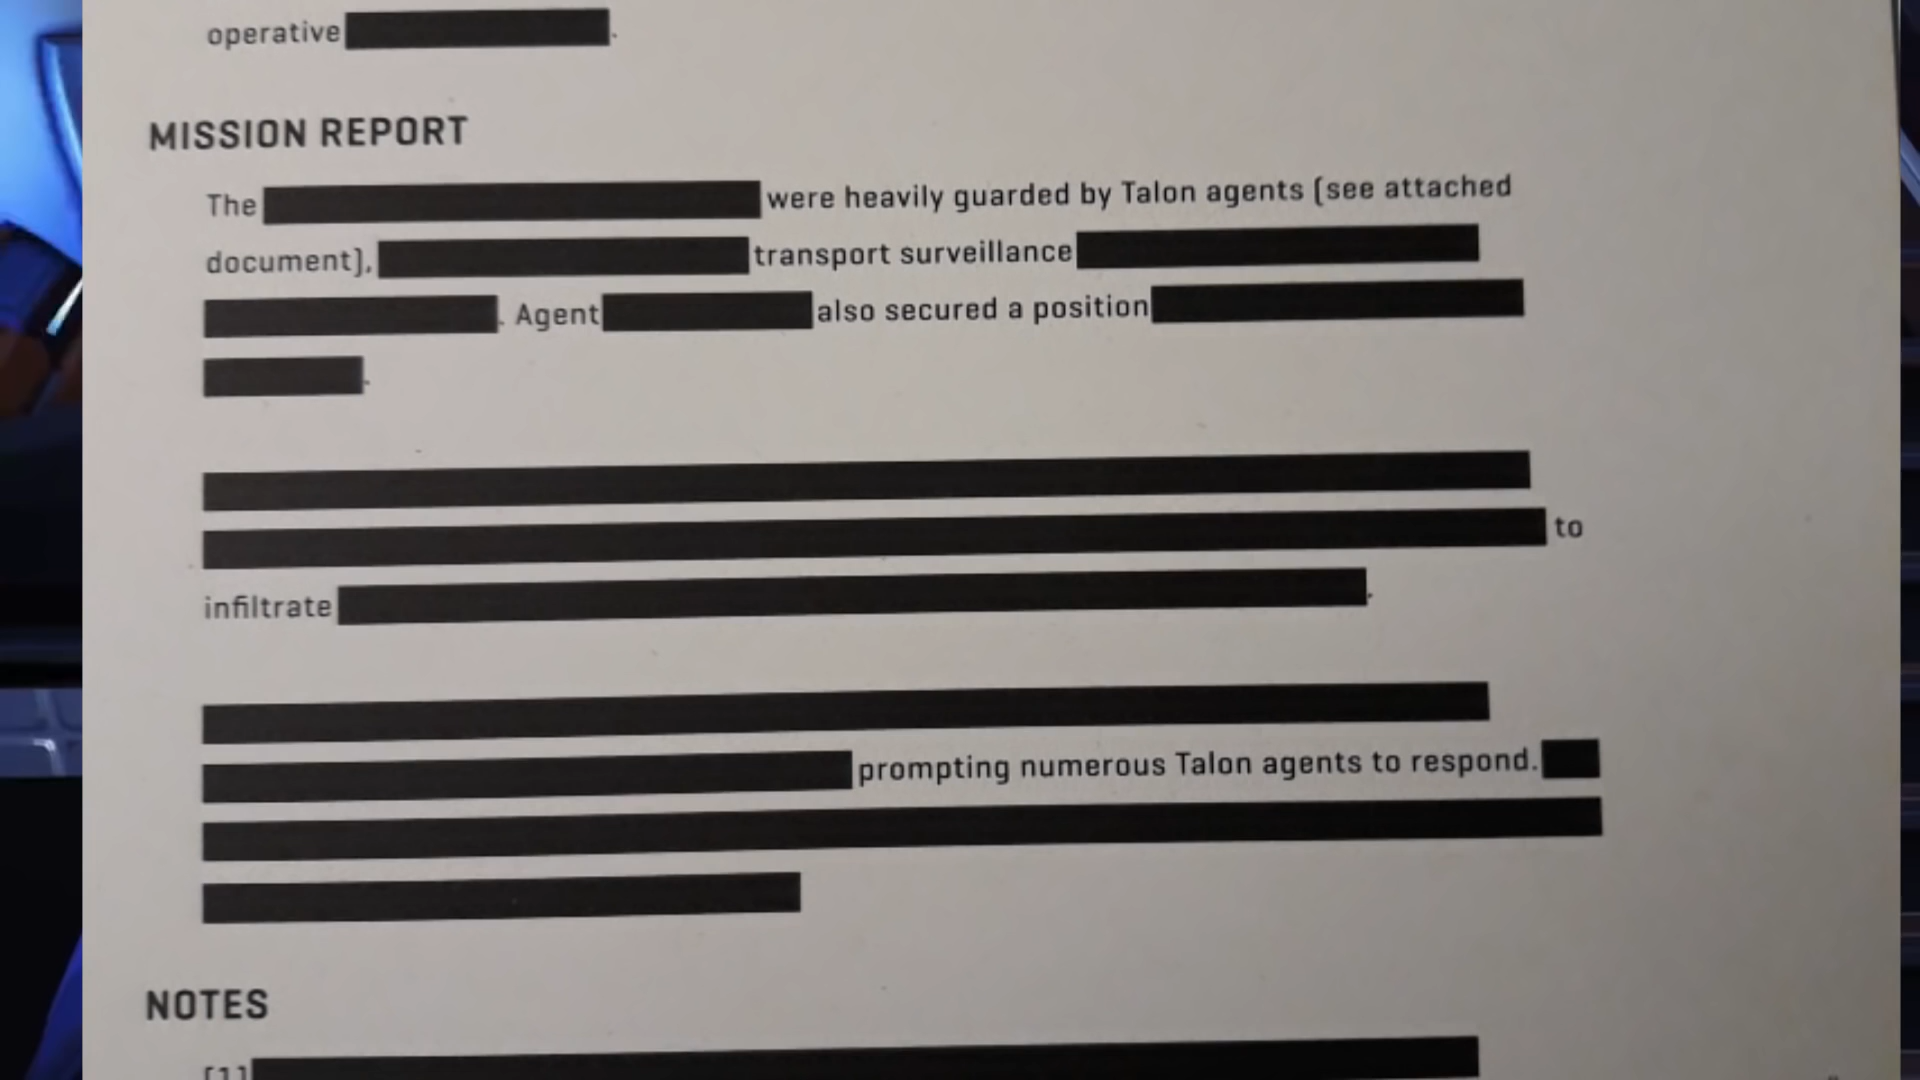 operative .
MISSION REPORT
The were heavily guarded by Talon agents (see attached
document), transport surveillance
. Agent also secured a position
.
to
infiltrate .
prompting numerous Talon agents to respond.
NOTES
[1]